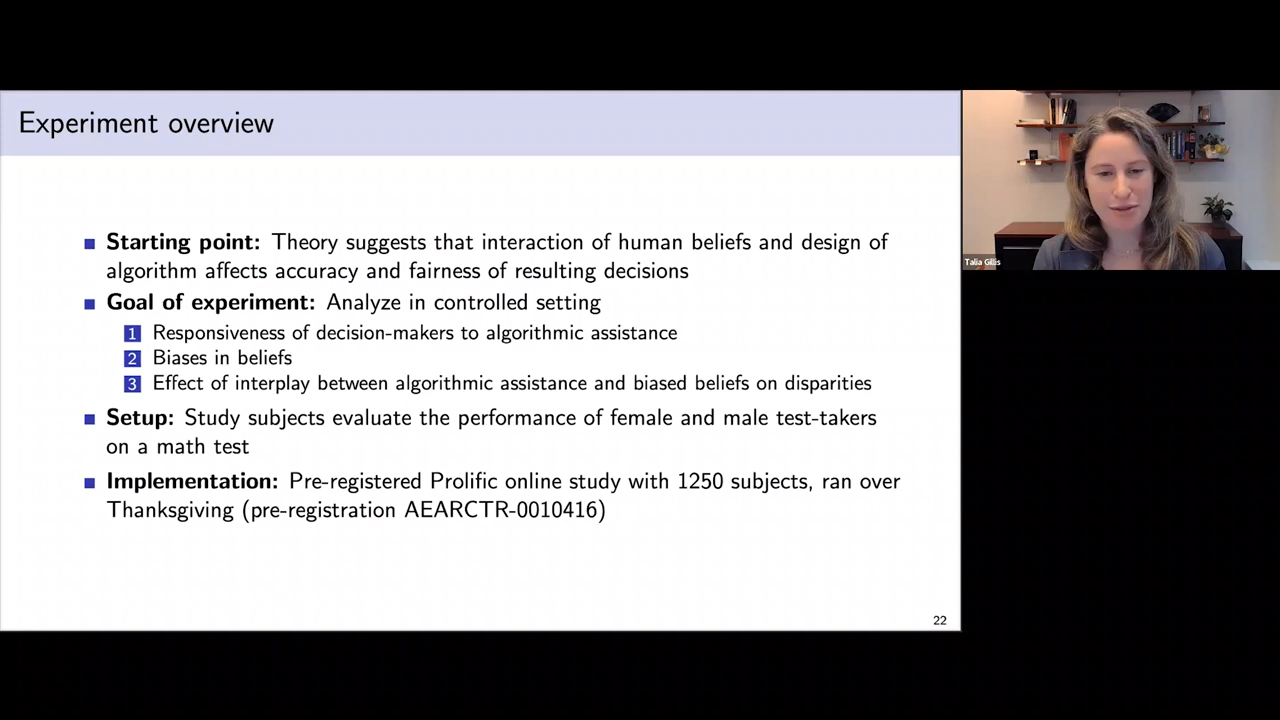 Experiment overview
Starting point: Theory suggests that interaction of human beliefs and design of
algorithm affects accuracy and fairness of resulting decisions
Goal of experiment: Analyze in controlled setting
1 Responsiveness of decision-makers to algorithmic assistance
2 Biases in beliefs
3 Effect of interplay between algorithmic assistance and biased beliefs on disparities
Setup: Study subjects evaluate the performance of female and male test-takers
on a math test
Implementation: Pre-registered Prolific online study with 1250 subjects, ran over
Thanksgiving (pre-registration AEARCTR-0010416)
22
Talia Gillis